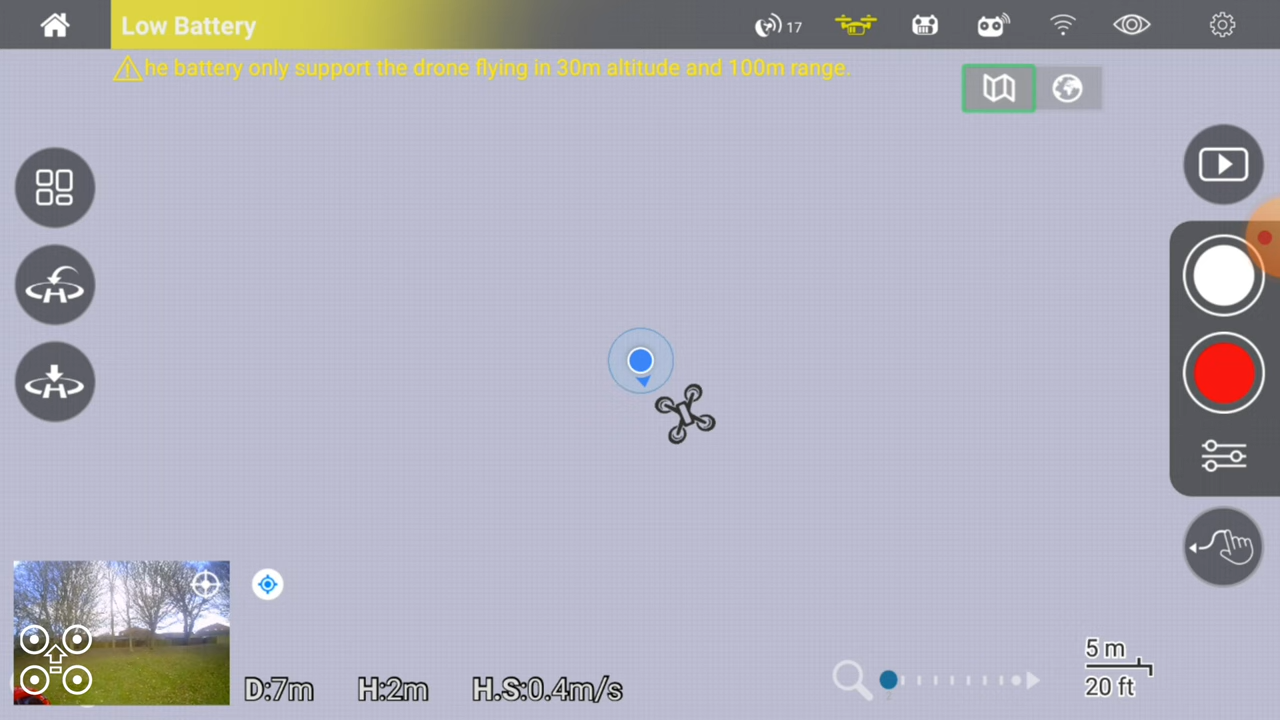 Low Battery
17
he battery only support the drone flying in 30m altitude and 100m range.
5 m
20 ft
D:7m H:2m H.S:0.4m/s